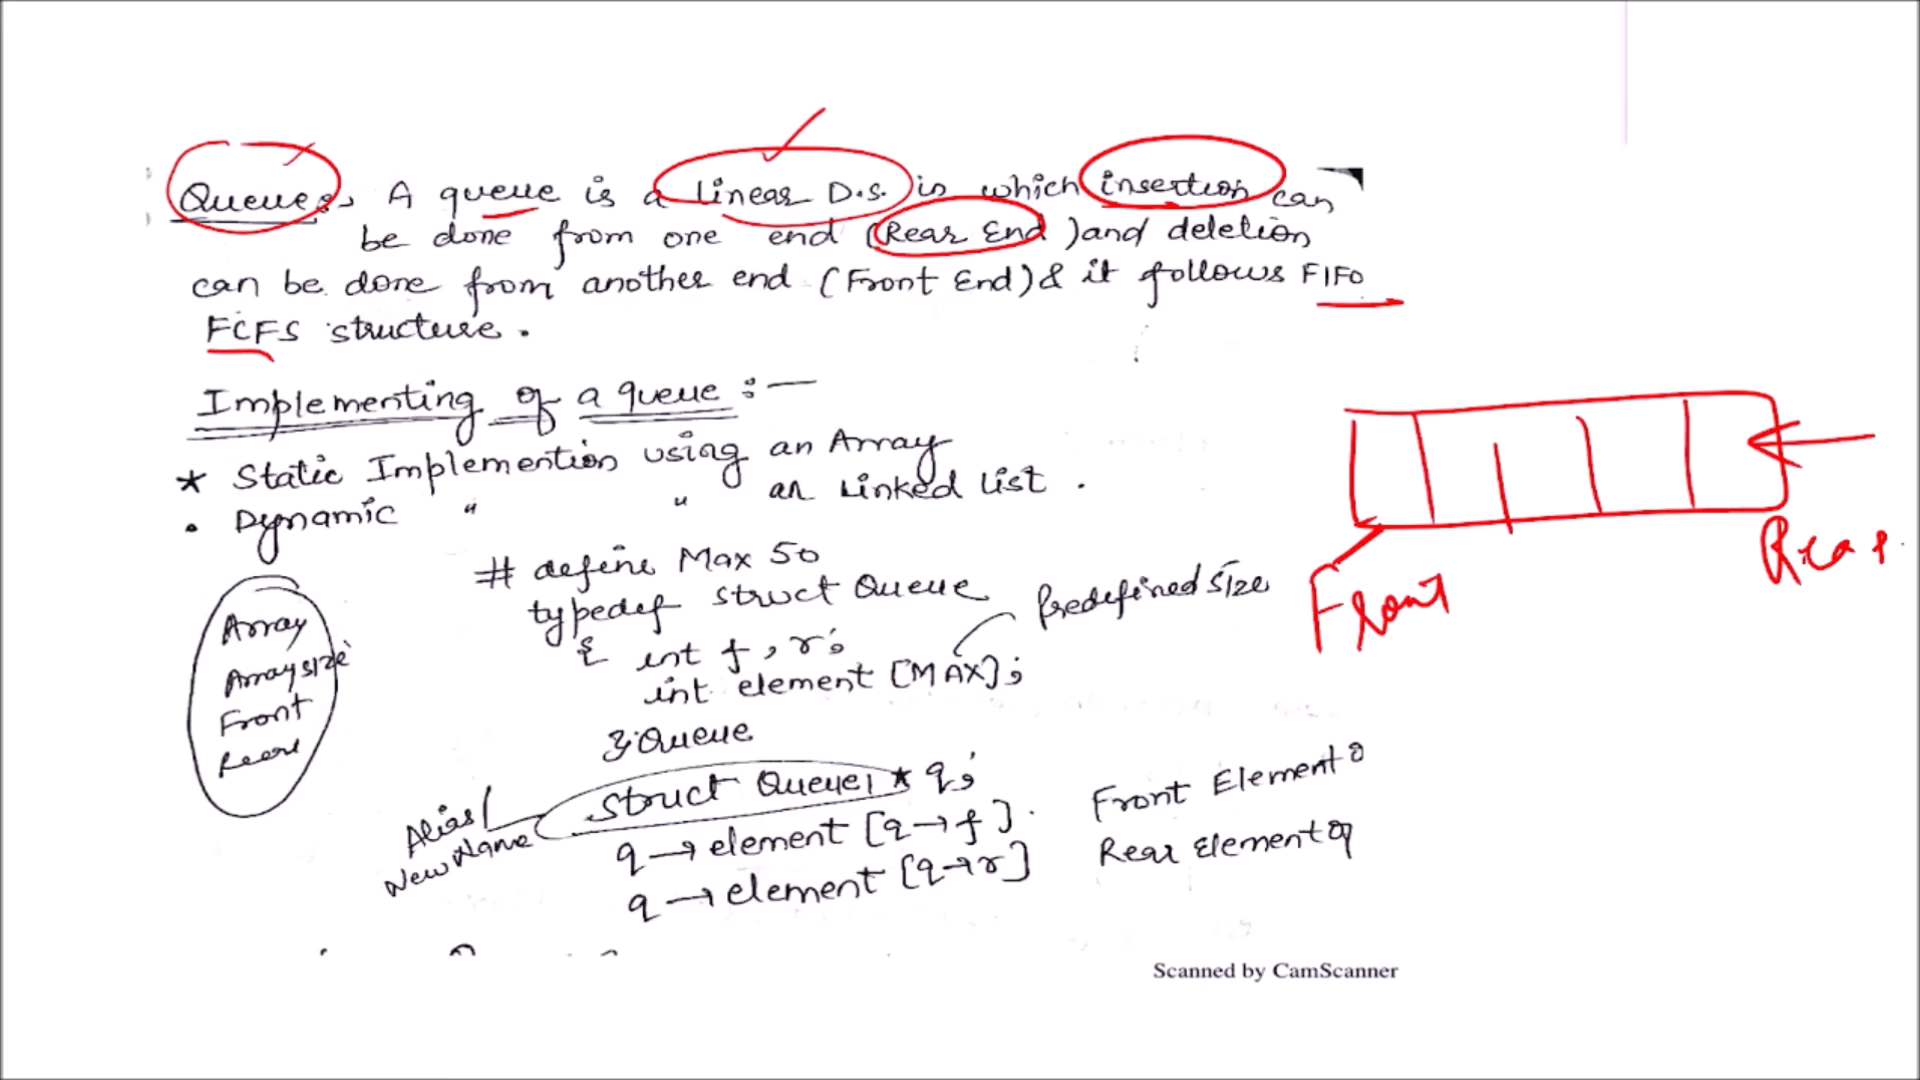 Queue:. A queue is a linear D.S. in which insertion can
be done from one end (Rear End) and deletion
can be done from another end (Front End) & it follows FIFO
FCFS structure.
Implementing of a queue :—
* Static Implemention using an Array
• Dynamic " " an Linked list.
# define Max 50
typedef struct Queue
{ int f, r;
Predefined size
int element [MAX];
} Queue
Array
Array size
Front
Rear
struct Queue * q;
Alias/
New Name
q → element [q → f]. Front Element of
q → element [q → r] Rear Element of
Front
Rear
Scanned by CamScanner